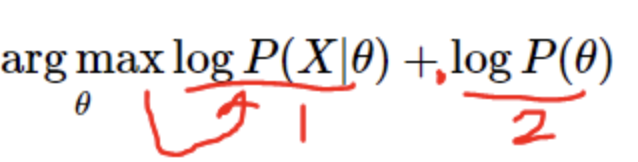 arg max log P(X|θ) + log P(θ)
θ
1 2